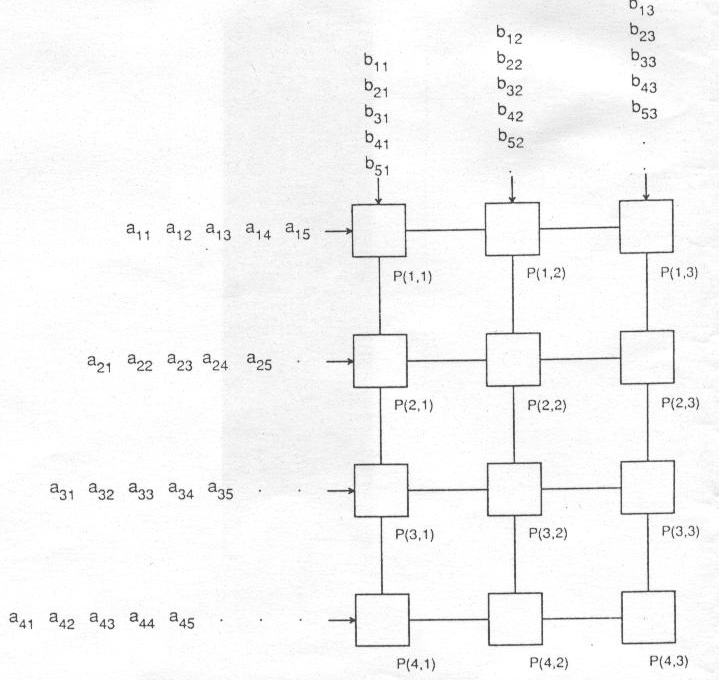 b13
b23
b33
b43
b53
.
b12
b22
b32
b42
b52
.
b11
b21
b31
b41
b51
a11 a12 a13 a14 a15
P(1,1) P(1,2) P(1,3)
a21 a22 a23 a24 a25 .
P(2,1) P(2,2) P(2,3)
a31 a32 a33 a34 a35 . .
P(3,1) P(3,2) P(3,3)
a41 a42 a43 a44 a45 . . .
P(4,1) P(4,2) P(4,3)